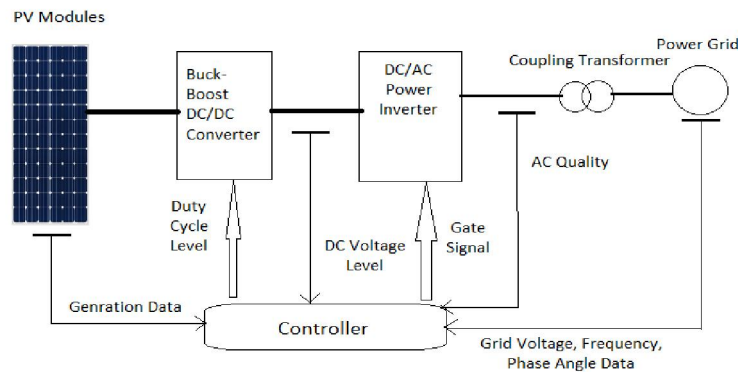 PV Modules
Buck-
Boost
DC/DC
Converter
DC/AC
Power
Inverter
Coupling Transformer
Power Grid
AC Quality
Duty
Cycle
Level
DC Voltage
Level
Gate
Signal
Genration Data
Controller
Grid Voltage, Frequency,
Phase Angle Data